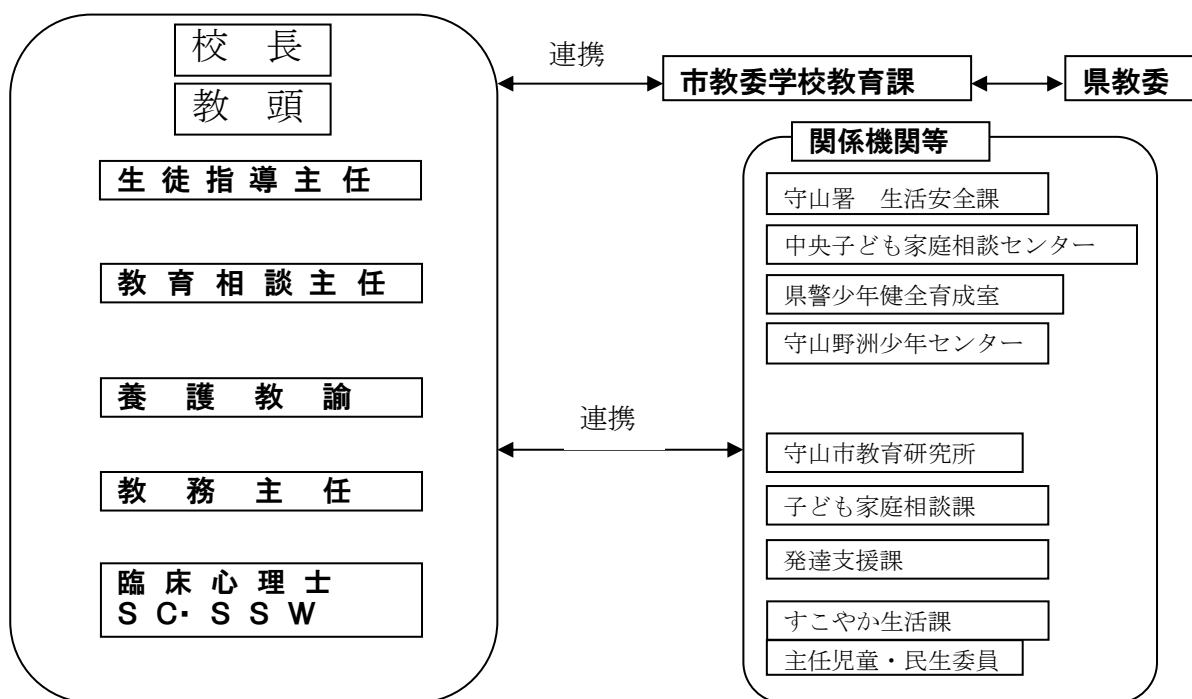 校　長
教　頭
生 徒 指 導 主 任
教 育 相 談 主 任
養　護　教　諭
教　務　主　任
臨 床 心 理 士
S C・S S W
連携
市教委学校教育課
県教委
連携
関係機関等
守山署　生活安全課
中央子ども家庭相談センター
県警少年健全育成室
守山野洲少年センター
守山市教育研究所
子ども家庭相談課
発達支援課
すこやか生活課
主任児童・民生委員